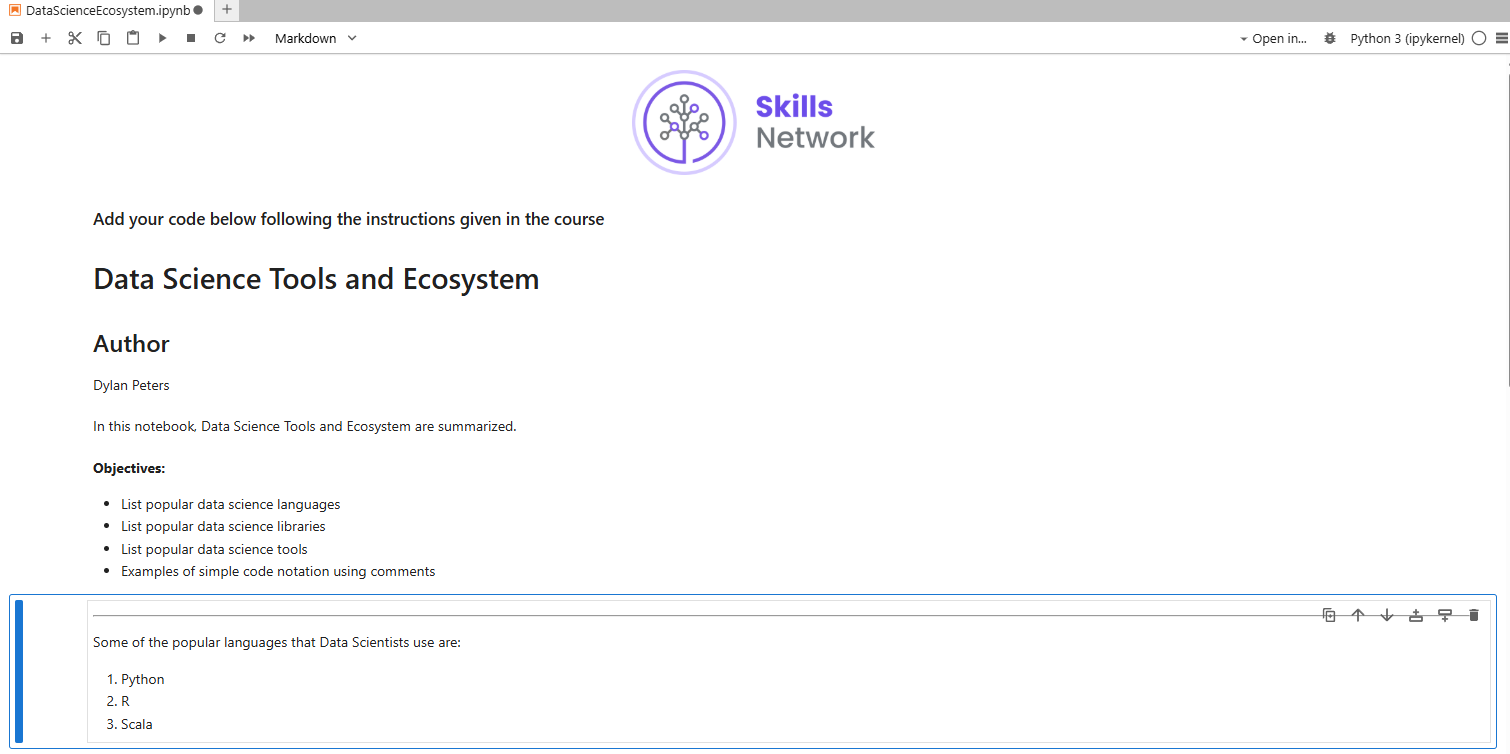 DataScienceEcosystem.ipynb
Markdown
Open in...
Python 3 (ipykernel)
Skills
Network
Add your code below following the instructions given in the course
Data Science Tools and Ecosystem
Author
Dylan Peters
In this notebook, Data Science Tools and Ecosystem are summarized.
Objectives:
• List popular data science languages
• List popular data science libraries
• List popular data science tools
• Examples of simple code notation using comments
Some of the popular languages that Data Scientists use are:
1. Python
2. R
3. Scala